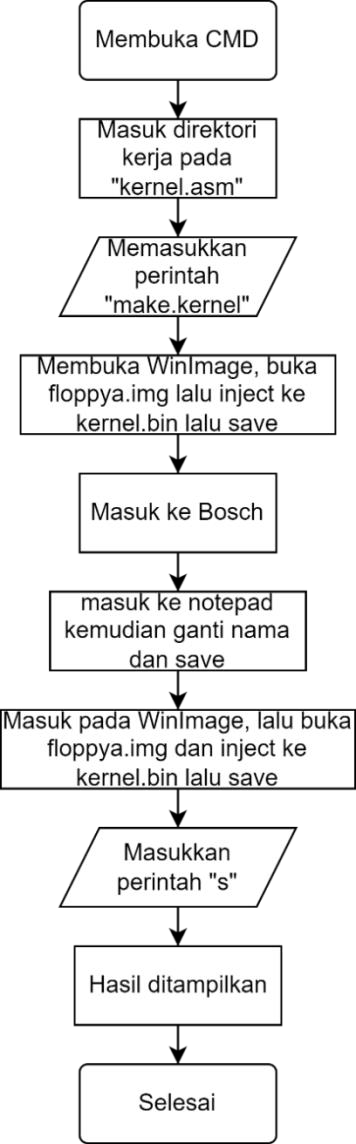 Membuka CMD
Masuk direktori
kerja pada
"kernel.asm"
Memasukkan
perintah
"make.kernel"
Membuka WinImage, buka
floppya.img lalu inject ke
kernel.bin lalu save
Masuk ke Bosch
masuk ke notepad
kemudian ganti nama
dan save
Masuk pada WinImage, lalu buka
floppya.img dan inject ke
kernel.bin lalu save
Masukkan
perintah "s"
Hasil ditampilkan
Selesai